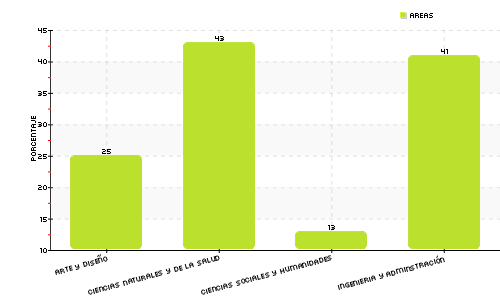 AREAS
45
40
35
30
25
20
15
10
PORCENTAJE
25
43
13
41
ARTE Y DISEÑO
CIENCIAS NATURALES Y DE LA SALUD
CIENCIAS SOCIALES Y HUMANIDADES
INGENIERIA Y ADMINSTRACIÓN